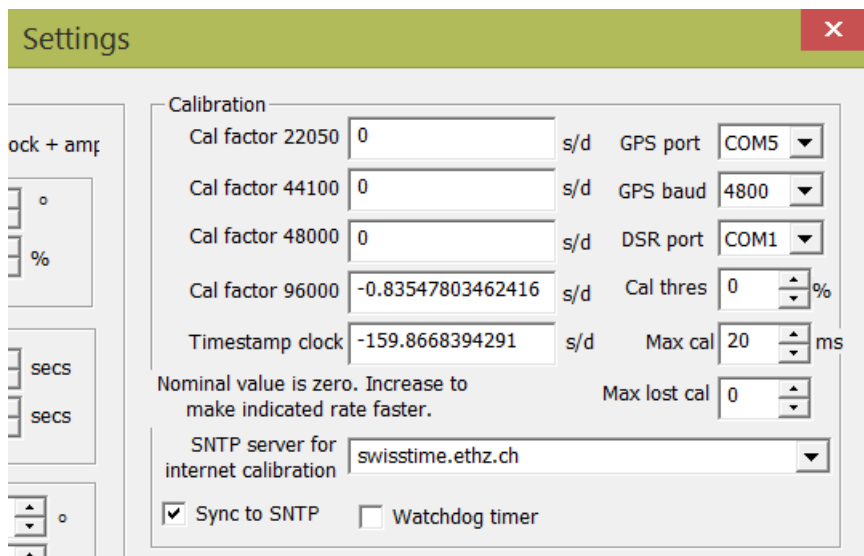 Settings
x
ock + amp
°
%
secs
secs
°
Calibration
Cal factor 22050 0 s/d GPS port COM5
Cal factor 44100 0 s/d GPS baud 4800
Cal factor 48000 0 s/d DSR port COM1
Cal factor 96000 -0.83547803462416 s/d Cal thres 0 %
Timestamp clock -159.8668394291 s/d Max cal 20 ms
Nominal value is zero. Increase to
make indicated rate faster.
Max lost cal 0
SNTP server for
internet calibration
swisstime.ethz.ch
Sync to SNTP Watchdog timer